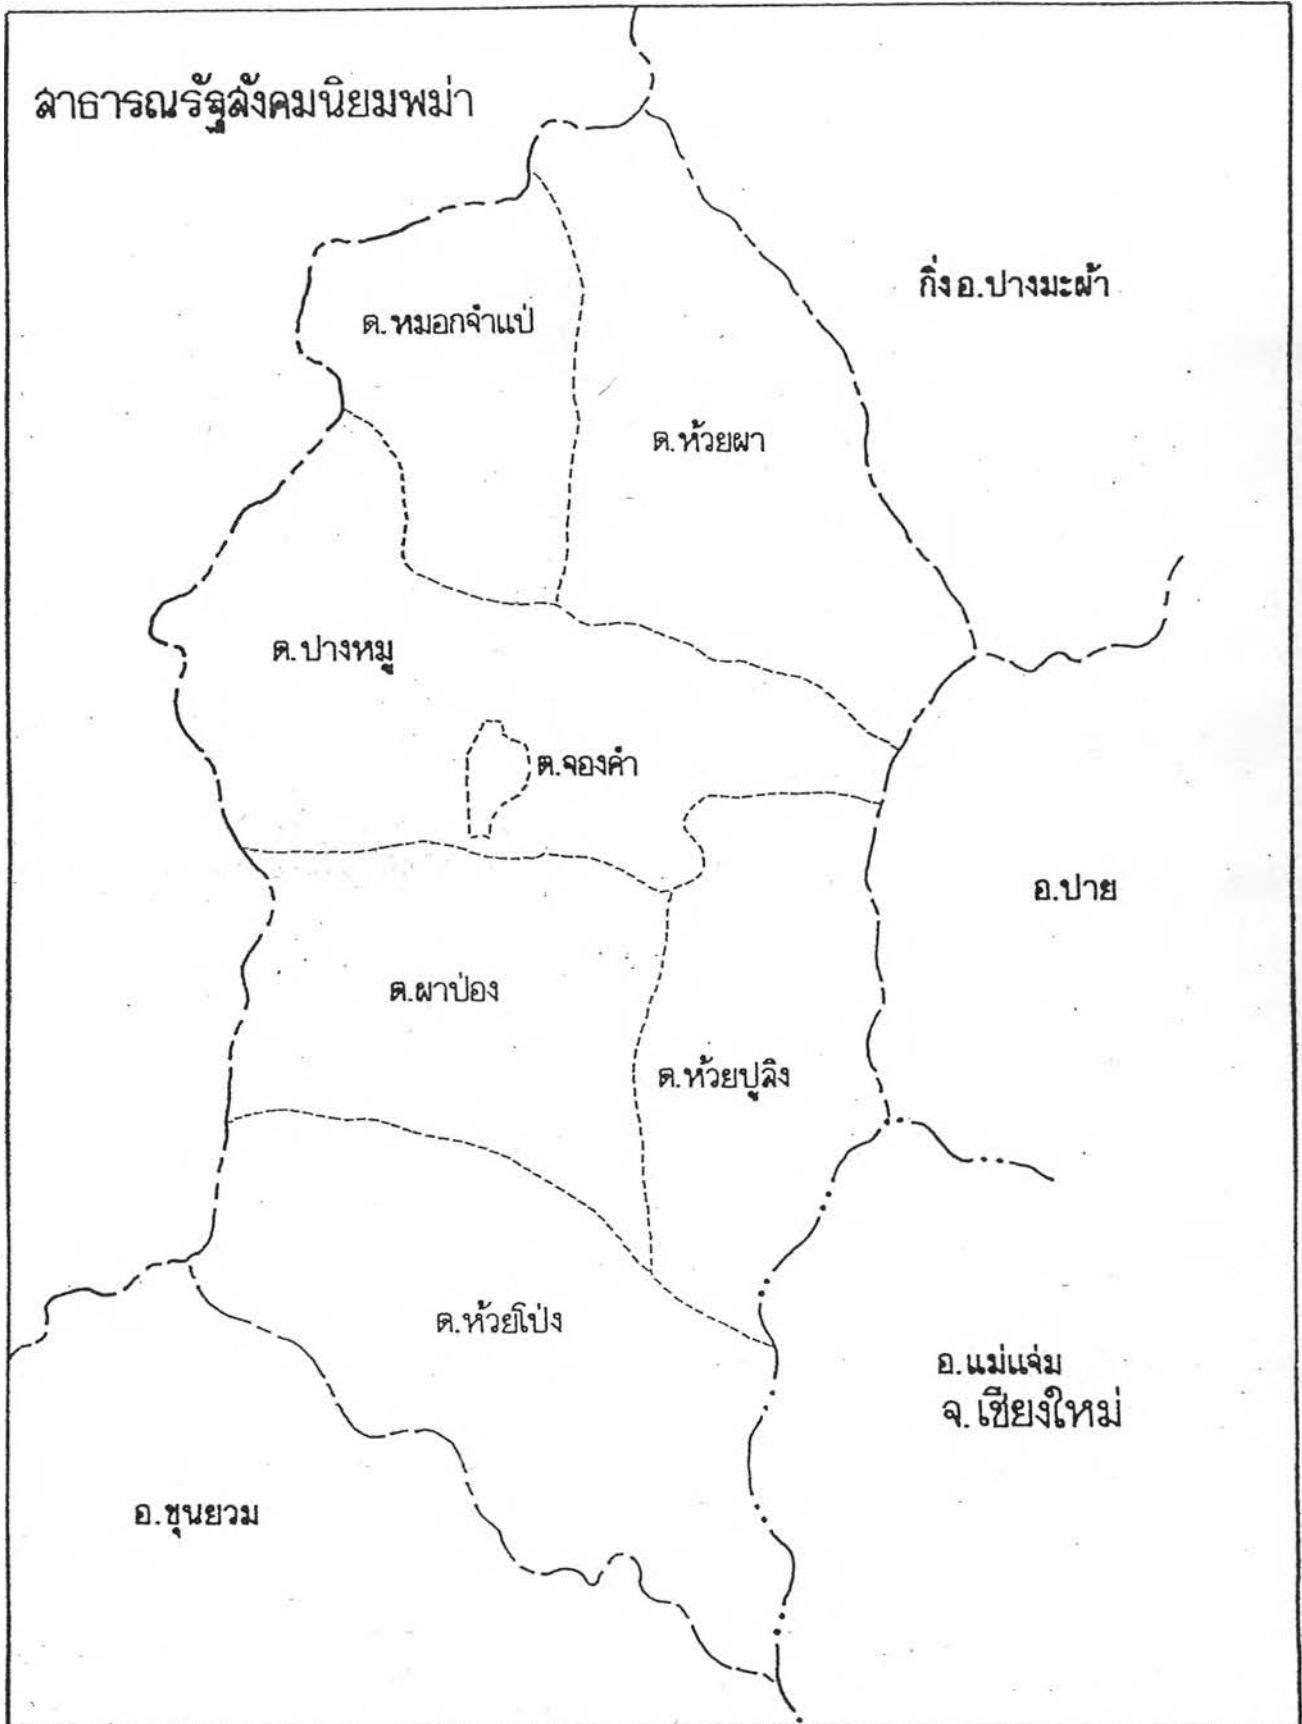 สาธารณรัฐสังคมนิยมพม่า
กิ่งอ.ปางมะผ้า
ต.หมอกจำแป่
ต.ห้วยผา
ต.ปางหมู
ต.จองคำ
อ.ปาย
ต.ผาบ่อง
ต.ห้วยปูลิง
ต.ห้วยโป่ง
อ.แม่แจ่ม
จ.เชียงใหม่
อ.ขุนยวม